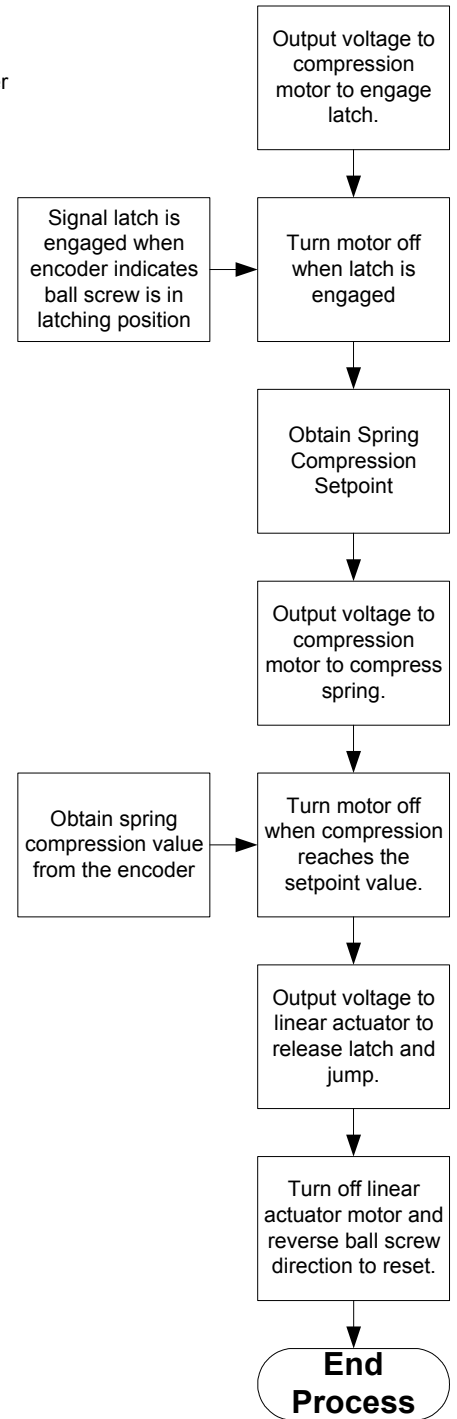 r
Output voltage to
compression
motor to engage
latch.
Signal latch is
engaged when
encoder indicates
ball screw is in
latching position
Turn motor off
when latch is
engaged
Obtain Spring
Compression
Setpoint
Output voltage to
compression
motor to compress
spring.
Obtain spring
compression value
from the encoder
Turn motor off
when compression
reaches the
setpoint value.
Output voltage to
linear actuator to
release latch and
jump.
Turn off linear
actuator motor and
reverse ball screw
direction to reset.
End
Process